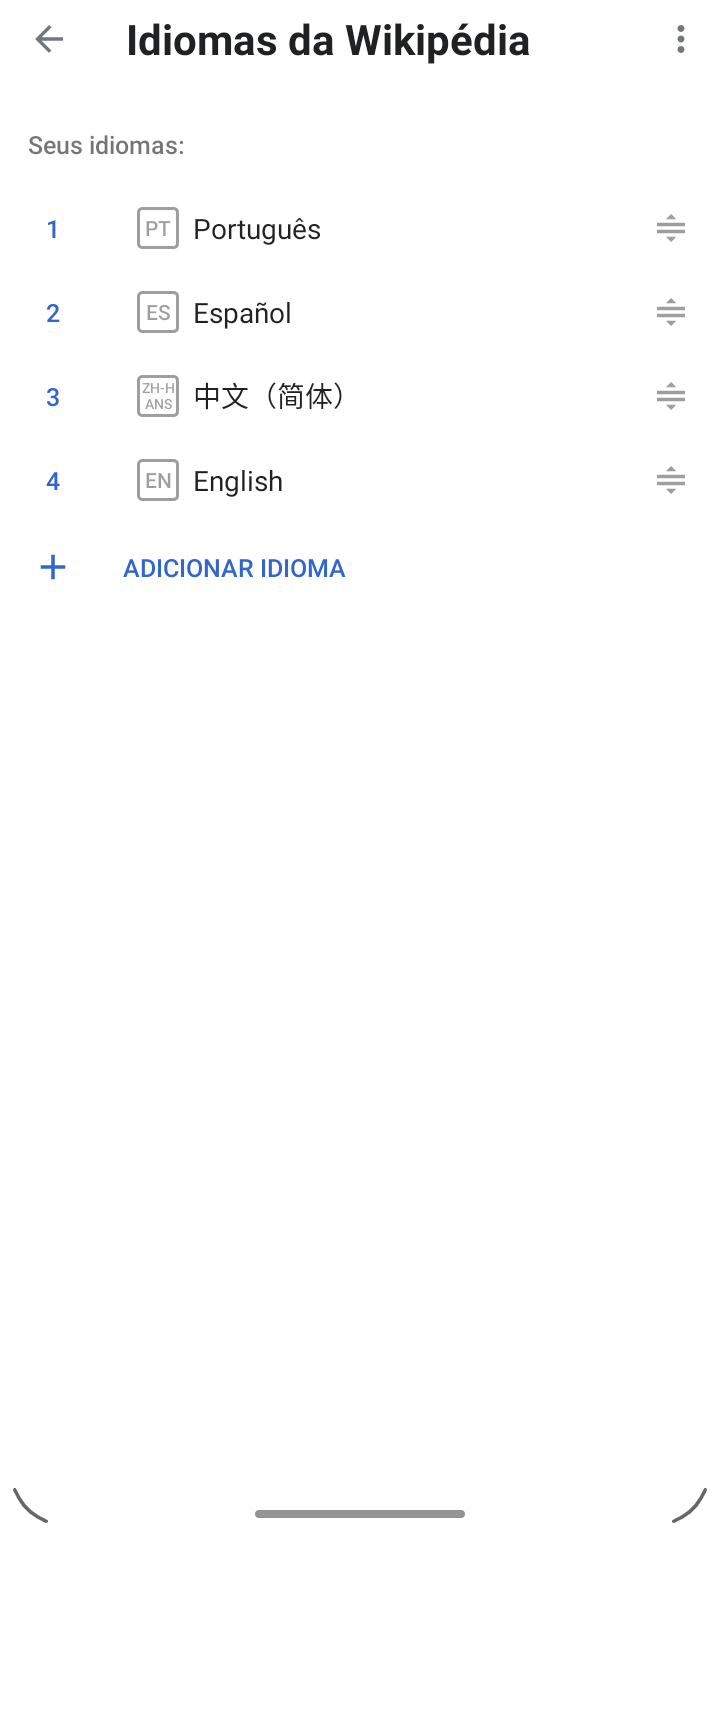 Idiomas da Wikipédia
Seus idiomas:
1 PT Português
2 ES Español
3 ZH-HANS 中文（简体）
4 EN English
+ ADICIONAR IDIOMA